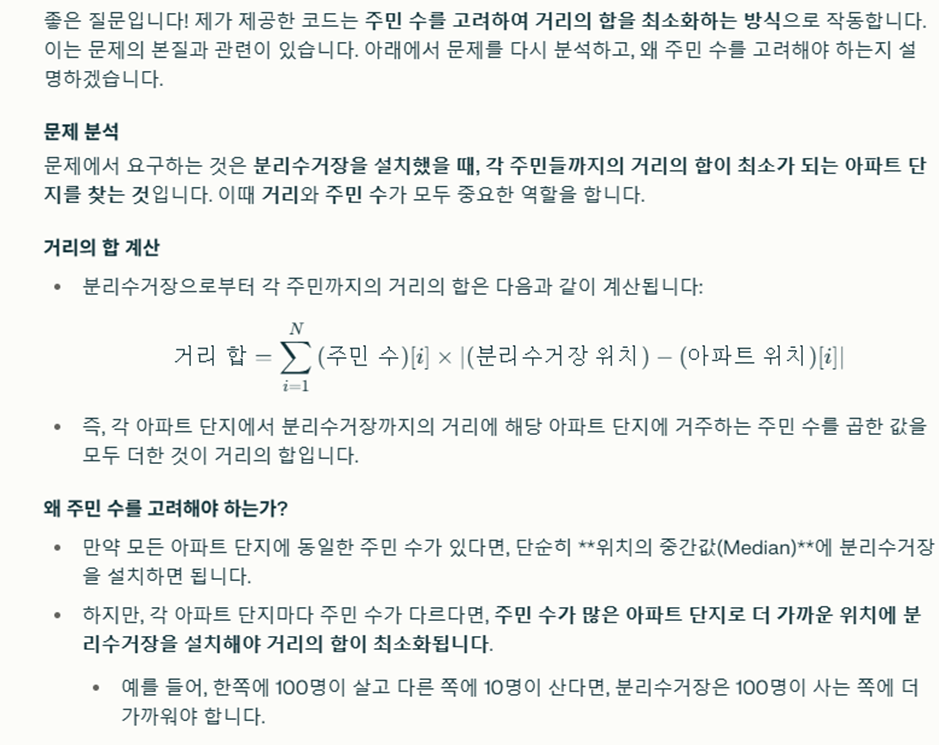 좋은 질문입니다! 제가 제공한 코드는 주민 수를 고려하여 거리의 합을 최소화하는 방식으로 작동합니다.
이는 문제의 본질과 관련이 있습니다. 아래에서 문제를 다시 분석하고, 왜 주민 수를 고려해야 하는지 설
명하겠습니다.
문제 분석
문제에서 요구하는 것은 분리수거장을 설치했을 때, 각 주민들까지의 거리의 합이 최소가 되는 아파트 단
지를 찾는 것입니다. 이때 거리와 주민 수가 모두 중요한 역할을 합니다.
거리의 합 계산
• 분리수거장으로부터 각 주민까지의 거리의 합은 다음과 같이 계산됩니다:
거리 합 = ∑_{i=1}^{N} (주민 수)[i] × |(분리수거장 위치) − (아파트 위치)[i]|
• 즉, 각 아파트 단지에서 분리수거장까지의 거리에 해당 아파트 단지에 거주하는 주민 수를 곱한 값을
모두 더한 것이 거리의 합입니다.
왜 주민 수를 고려해야 하는가?
• 만약 모든 아파트 단지에 동일한 주민 수가 있다면, 단순히 **위치의 중간값(Median)**에 분리수거장
을 설치하면 됩니다.
• 하지만, 각 아파트 단지마다 주민 수가 다르다면, 주민 수가 많은 아파트 단지로 더 가까운 위치에 분
리수거장을 설치해야 거리의 합이 최소화됩니다.
• 예를 들어, 한쪽에 100명이 살고 다른 쪽에 10명이 산다면, 분리수거장은 100명이 사는 쪽에 더
가까워야 합니다.